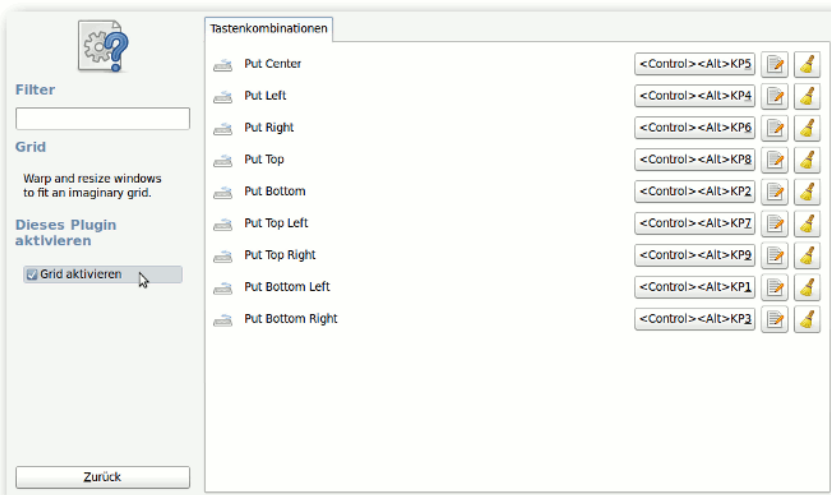 Filter
Grid
Warp and resize windows
to fit an imaginary grid.
Dieses Plugin
aktivieren
Grid aktivieren
Zurück
Tastenkombinationen
Put Center <Control><Alt>KP5
Put Left <Control><Alt>KP4
Put Right <Control><Alt>KP6
Put Top <Control><Alt>KP8
Put Bottom <Control><Alt>KP2
Put Top Left <Control><Alt>KP7
Put Top Right <Control><Alt>KP9
Put Bottom Left <Control><Alt>KP1
Put Bottom Right <Control><Alt>KP3